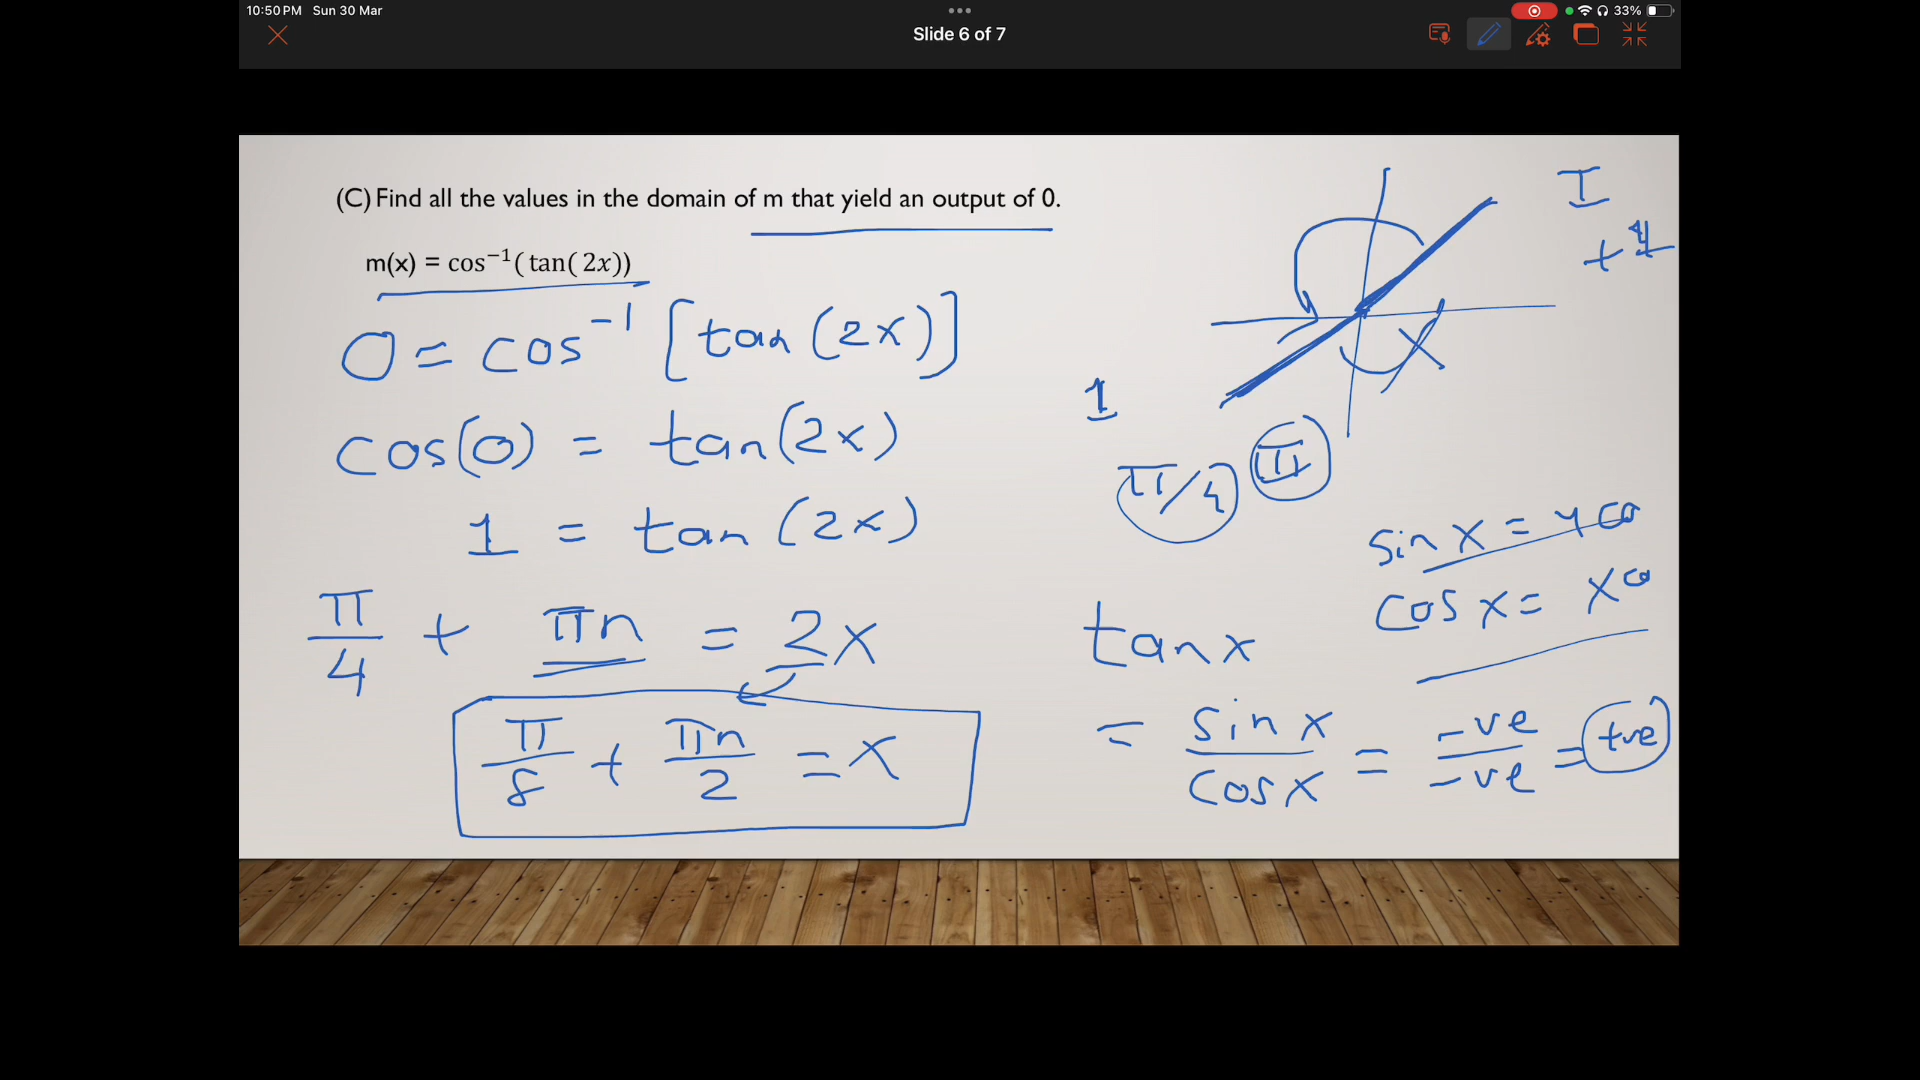 10:50 PM Sun 30 Mar
33%
Slide 6 of 7
(C) Find all the values in the domain of m that yield an output of 0.
m(x) = cos⁻¹(tan(2x))
0 = cos⁻¹ [tan (2x)]
cos(0) = tan(2x)
1 = tan (2x)
π/4 + πn = 2x
π/8 + πn/2 = x
I
+
1
π/4
π
sin x = y co
cos x = x co
tan x
= sin x / cos x = -ve / -ve = +ve